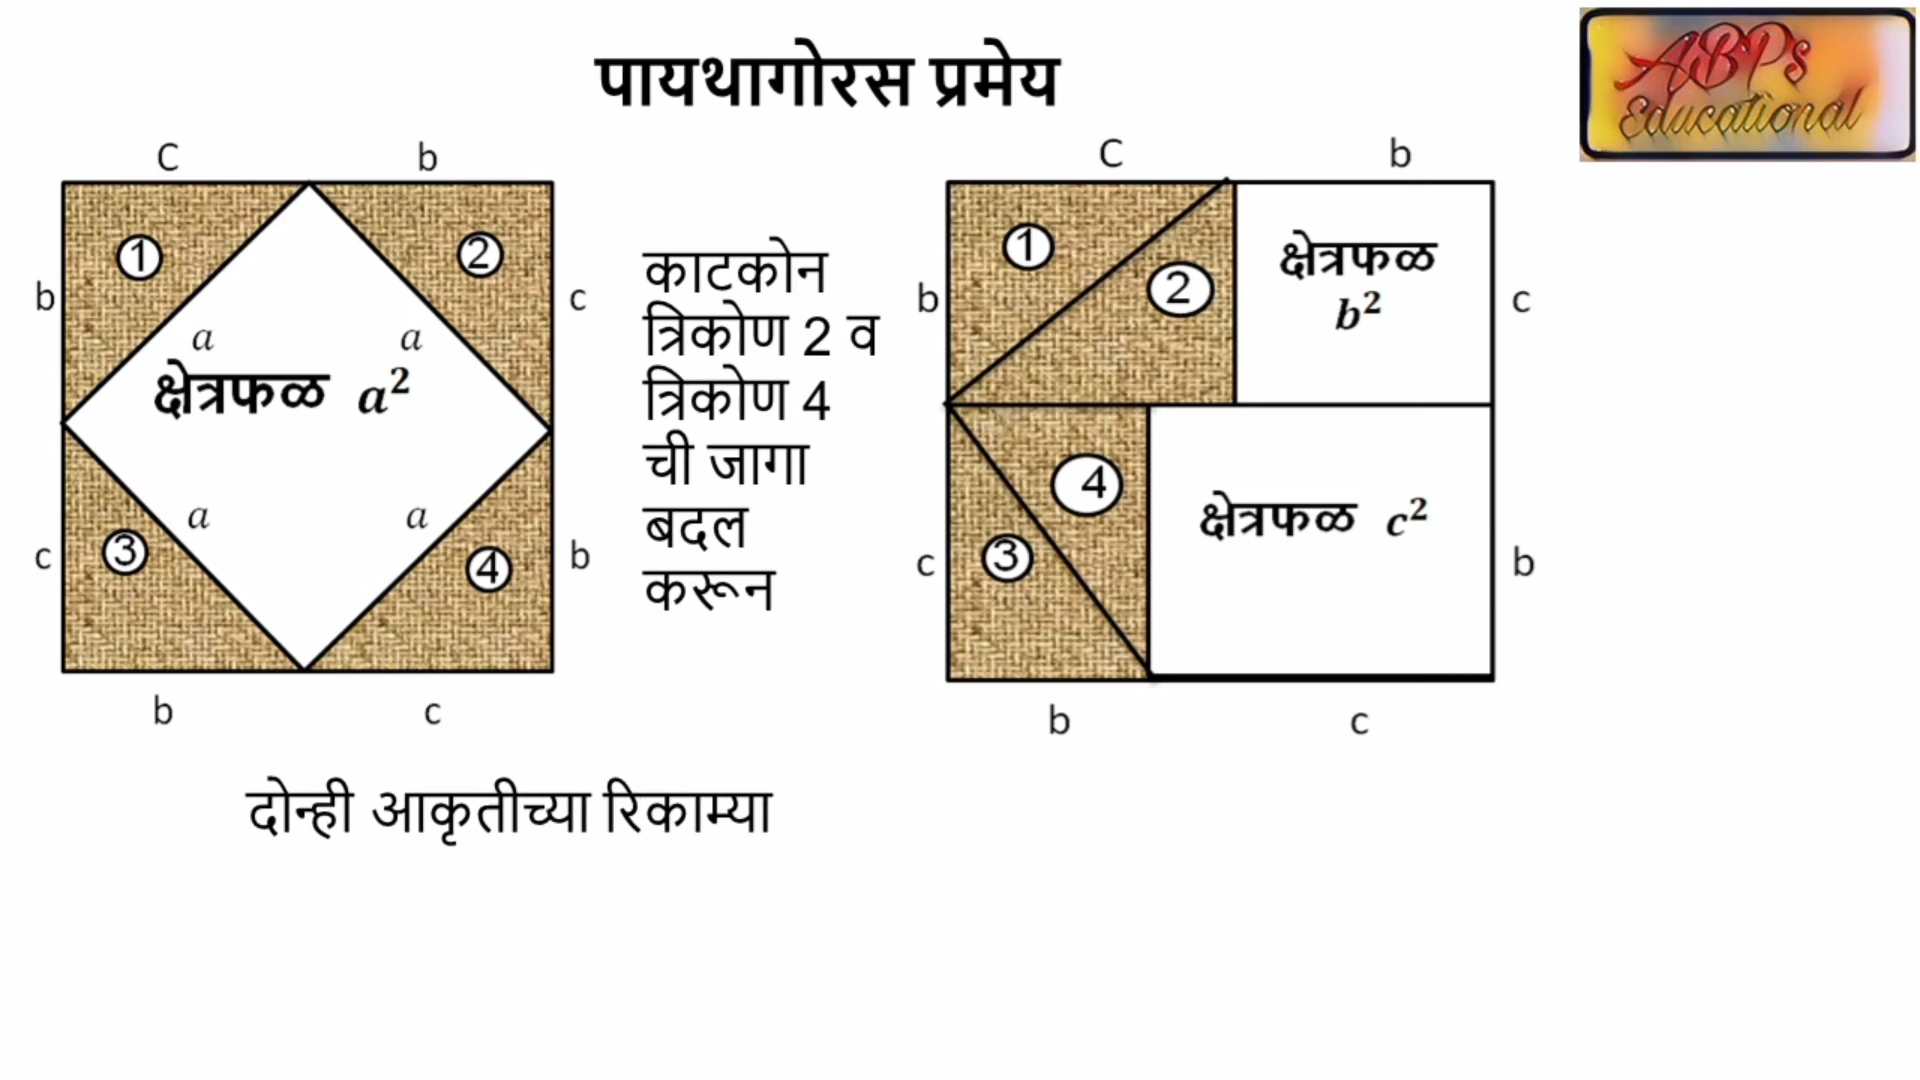 पायथागोरस प्रमेय
ABPs
Educational
C b
C b
1 2
b c
a a
क्षेत्रफळ a²
a a
c b
3 4
b c
काटकोन
त्रिकोण 2 व
त्रिकोण 4
ची जागा
बदल
करून
1 2
b c
क्षेत्रफळ
b²
4
3
c b
क्षेत्रफळ c²
b c
दोन्ही आकृतीच्या रिकाम्या